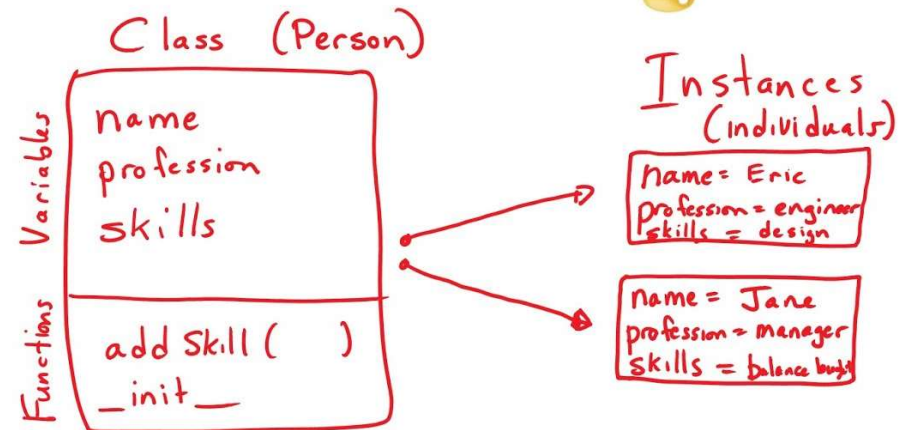 Class (Person)
Variables
name
profession
skills
Functions
add Skill ( )
_init_
Instances
(individuals)
name = Eric
profession = engineer
skills = design
name = Jane
profession = manager
skills = balance